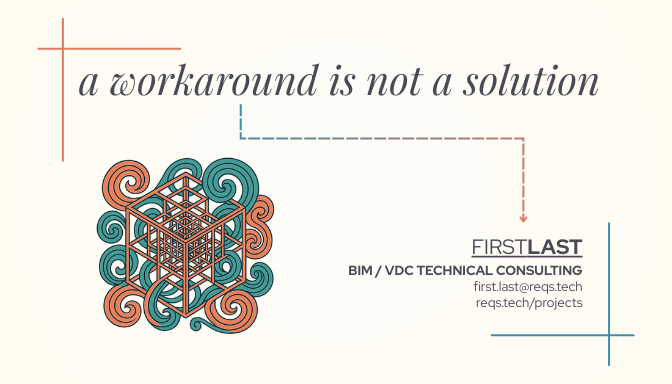 a workaround is not a solution
FIRSTLAST
BIM / VDC TECHNICAL CONSULTING
first.last@reqs.tech
reqs.tech/projects